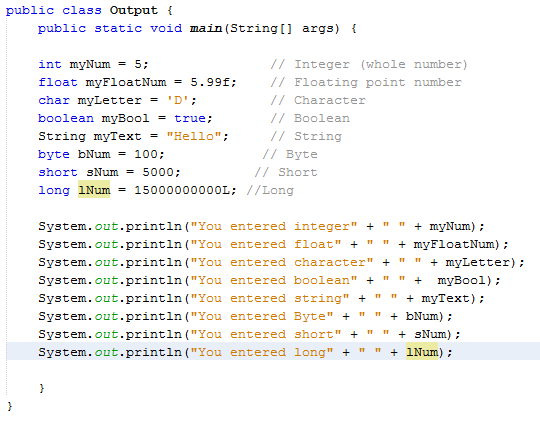 public class Output {
public static void main(String[] args) {
int myNum = 5; // Integer (whole number)
float myFloatNum = 5.99f; // Floating point number
char myLetter = 'D'; // Character
boolean myBool = true; // Boolean
String myText = "Hello"; // String
byte bNum = 100; // Byte
short sNum = 5000; // Short
long lNum = 15000000000L; //Long
System.out.println("You entered integer" + " " + myNum);
System.out.println("You entered float" + " " + myFloatNum);
System.out.println("You entered character" + " " + myLetter);
System.out.println("You entered boolean" + " " +  myBool);
System.out.println("You entered string" + " " + myText);
System.out.println("You entered Byte" + " " + bNum);
System.out.println("You entered short" + " " + sNum);
System.out.println("You entered long" + " " + lNum);
}
}